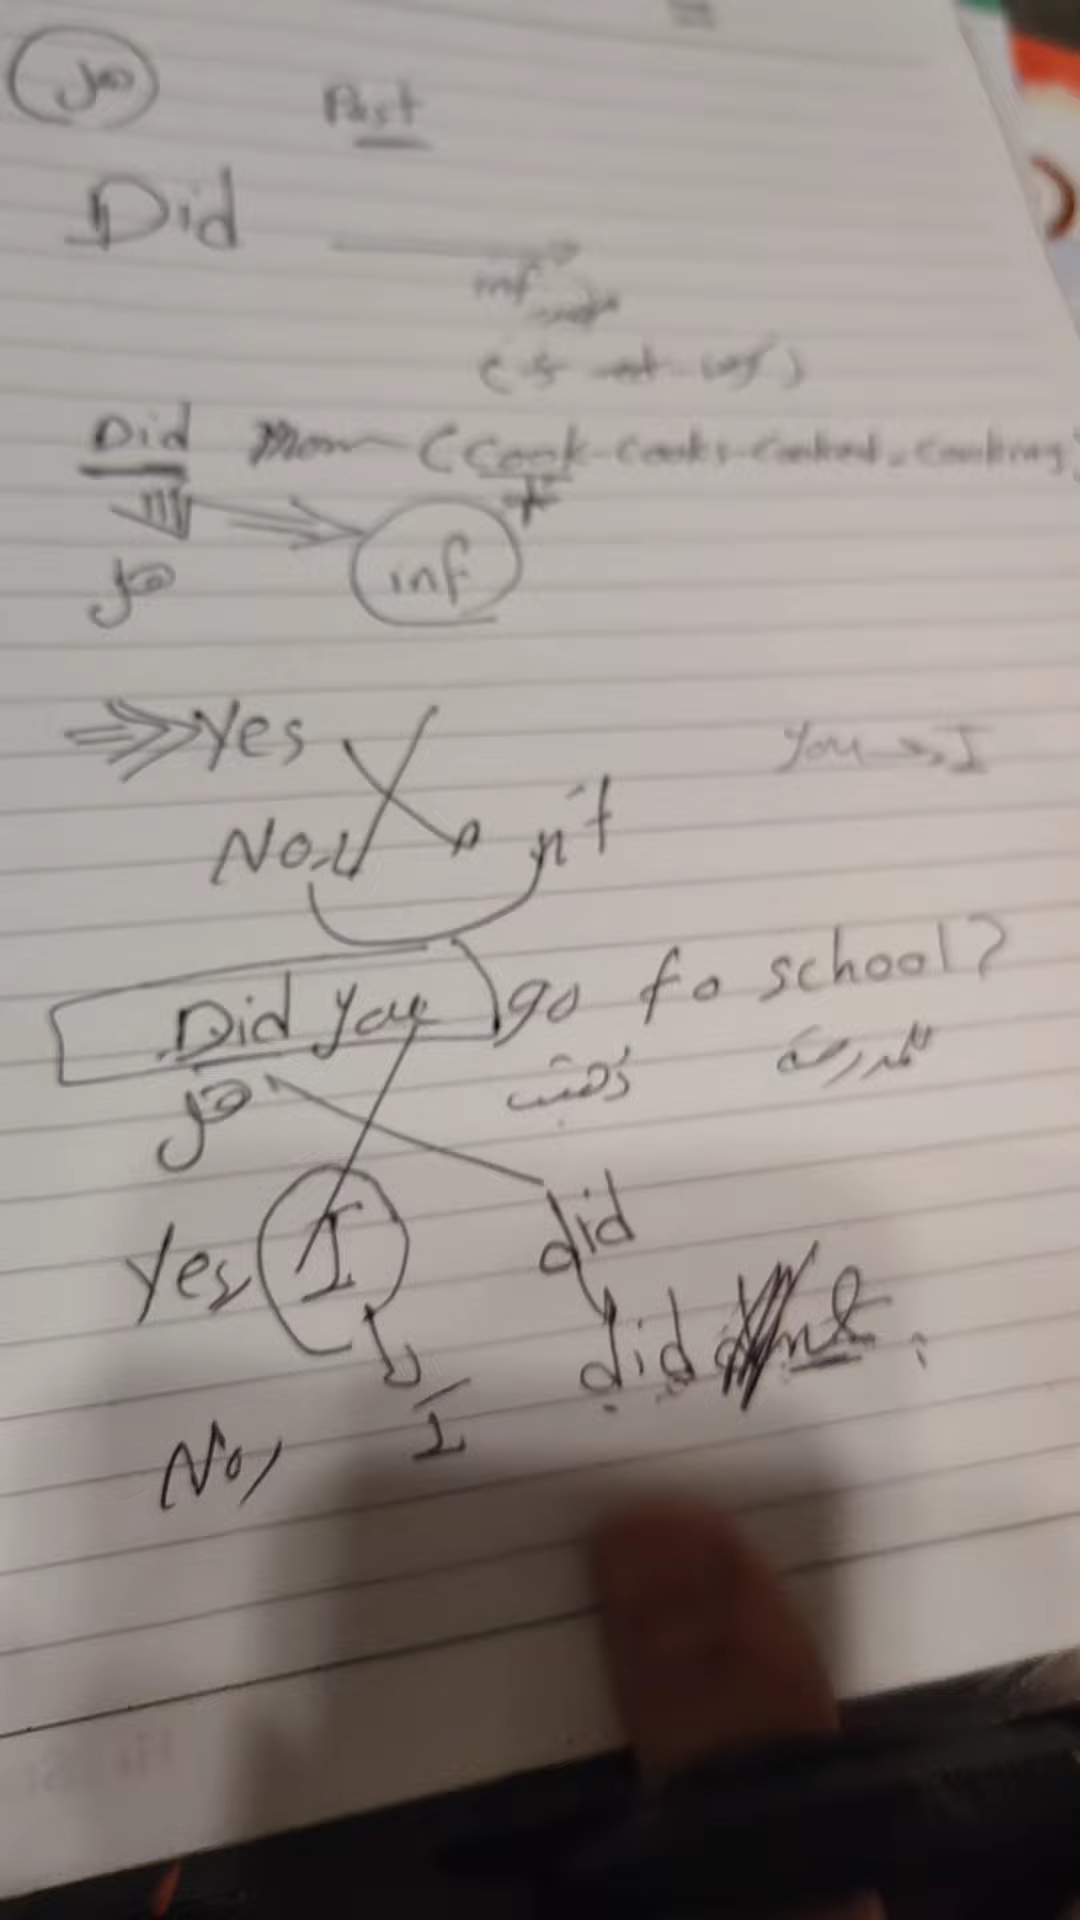 هل Past
Did
inf
Did mom (cook-cooks-cooked-cooking)
هل inf
Yes
you → I
No, n't
Did you go to school?
هل ذهبت للمدرسة
Yes, I did
No, I did